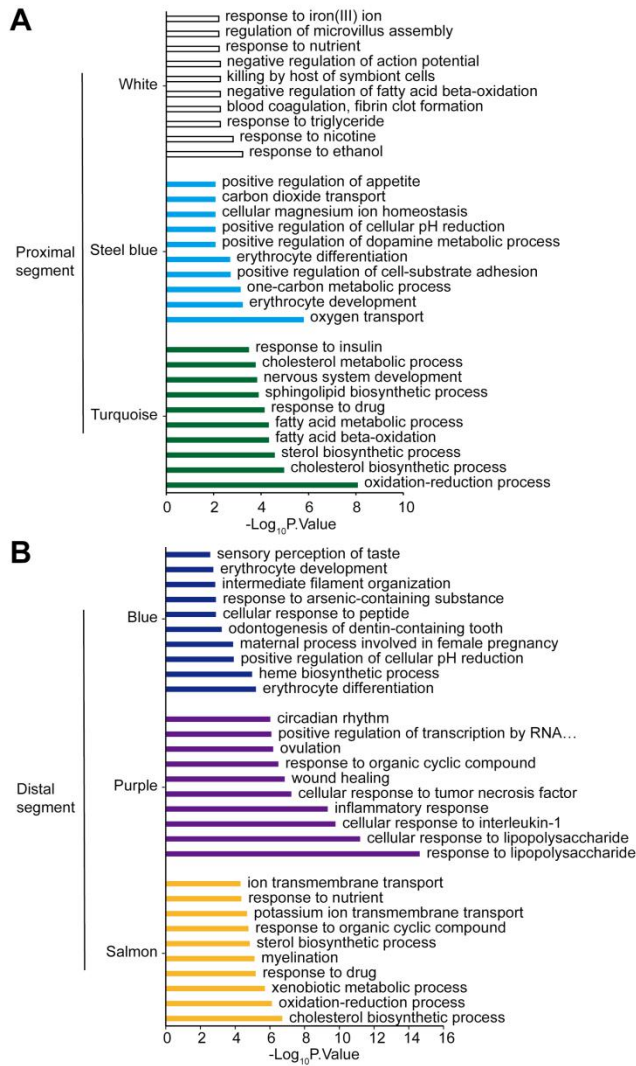 A
White
response to iron(III) ion
regulation of microvillus assembly
response to nutrient
negative regulation of action potential
killing by host of symbiont cells
negative regulation of fatty acid beta-oxidation
blood coagulation, fibrin clot formation
response to triglyceride
response to nicotine
response to ethanol
Proximal
segment
Steel blue
positive regulation of appetite
carbon dioxide transport
cellular magnesium ion homeostasis
positive regulation of cellular pH reduction
positive regulation of dopamine metabolic process
erythrocyte differentiation
positive regulation of cell-substrate adhesion
one-carbon metabolic process
erythrocyte development
oxygen transport
Turquoise
response to insulin
cholesterol metabolic process
nervous system development
sphingolipid biosynthetic process
response to drug
fatty acid metabolic process
fatty acid beta-oxidation
sterol biosynthetic process
cholesterol biosynthetic process
oxidation-reduction process
0 2 4 6 8 10
-Log10P.Value
B
Blue
sensory perception of taste
erythrocyte development
intermediate filament organization
response to arsenic-containing substance
cellular response to peptide
odontogenesis of dentin-containing tooth
maternal process involved in female pregnancy
positive regulation of cellular pH reduction
heme biosynthetic process
erythrocyte differentiation
Distal
segment
Purple
circadian rhythm
positive regulation of transcription by RNA…
ovulation
response to organic cyclic compound
wound healing
cellular response to tumor necrosis factor
inflammatory response
cellular response to interleukin-1
cellular response to lipopolysaccharide
response to lipopolysaccharide
Salmon
ion transmembrane transport
response to nutrient
potassium ion transmembrane transport
response to organic cyclic compound
sterol biosynthetic process
myelination
response to drug
xenobiotic metabolic process
oxidation-reduction process
cholesterol biosynthetic process
0 2 4 6 8 10 12 14 16
-Log10P.Value